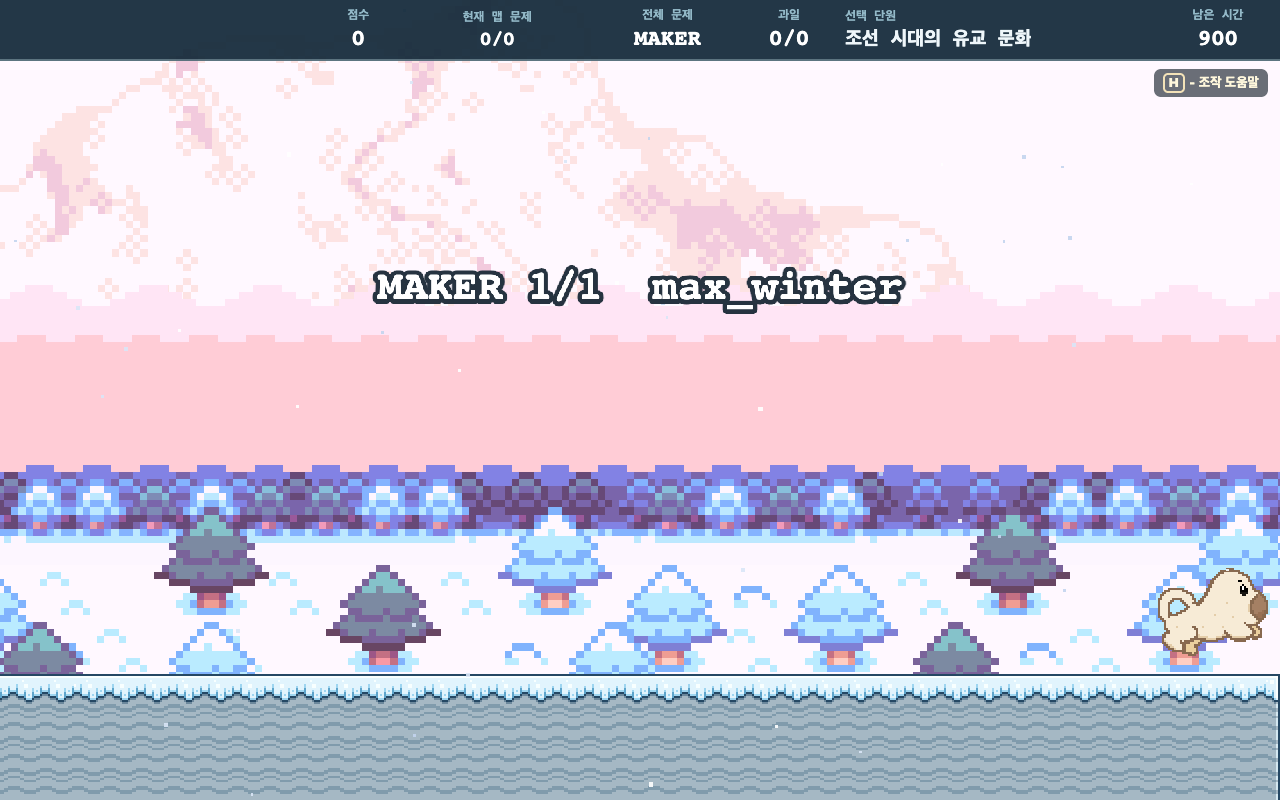 점수
0
현재 맵 문제
0/0
전체 문제
MAKER
과일
0/0
선택 단원
조선 시대의 유교 문화
남은 시간
900
H - 조작 도움말
MAKER 1/1 max_winter